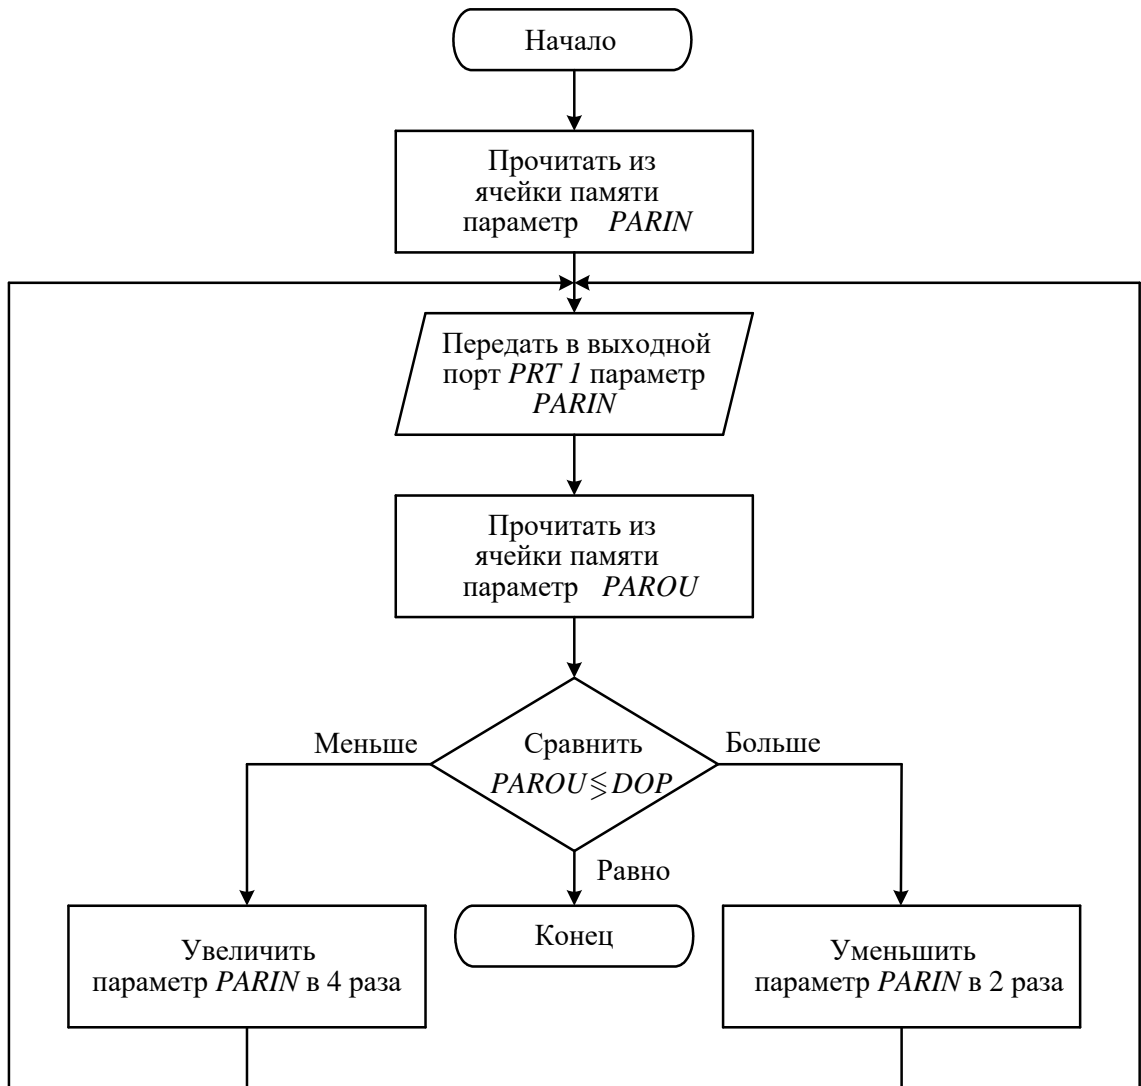 Начало
Прочитать из
ячейки памяти
параметр PARIN
Передать в выходной
порт PRT 1 параметр
PARIN
Прочитать из
ячейки памяти
параметр PAROU
Меньше
Сравнить
Больше
PAROU≶DOP
Равно
Увеличить
параметр PARIN в 4 раза
Конец
Уменьшить
параметр PARIN в 2 раза